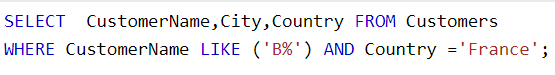 SELECT  CustomerName,City,Country FROM Customers
WHERE CustomerName LIKE ('B%') AND Country ='France';